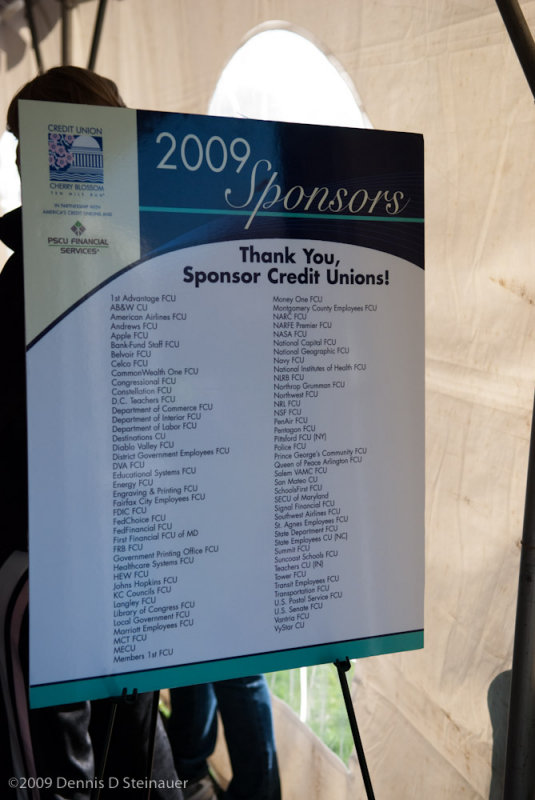 CREDIT UNION
CHERRY BLOSSOM
TEN MILE RUN
IN PARTNERSHIP WITH
AMERICA'S CREDIT UNIONS AND
PSCU FINANCIAL
SERVICES
2009
Sponsors
Thank You,
Sponsor Credit Unions!
1st Advantage FCU
AB&W CU
American Airlines FCU
Andrews FCU
Apple FCU
Bank-Fund Staff FCU
Belvoir FCU
Celco FCU
CommonWealth One FCU
Congressional FCU
Constellation FCU
D.C. Teachers FCU
Department of Commerce FCU
Department of Interior FCU
Department of Labor FCU
Destinations CU
Diablo Valley FCU
District Government Employees FCU
DVA FCU
Educational Systems FCU
Energy FCU
Engraving & Printing FCU
Fairfax City Employees FCU
FDIC FCU
FedChoice FCU
FedFinancial FCU
First Financial FCU of MD
FRB FCU
Government Printing Office FCU
Healthcare Systems FCU
HEW FCU
Johns Hopkins FCU
KC Councils FCU
Langley FCU
Library of Congress FCU
Local Government FCU
Marriott Employees FCU
MCT FCU
MECU
Members 1st FCU
Money One FCU
Montgomery County Employees FCU
NARC FCU
NARFE Premier FCU
NASA FCU
National Capital FCU
National Geographic FCU
Navy FCU
National Institutes of Health FCU
NLRB FCU
Northrop Grumman FCU
Northwest FCU
NRL FCU
NSF FCU
PenAir FCU
Pentagon FCU
Pittsford FCU (NY)
Police FCU
Prince George's Community FCU
Queen of Peace Arlington FCU
Salem VAMC FCU
San Mateo CU
SchoolsFirst FCU
SECU of Maryland
Signal Financial FCU
Southwest Airlines FCU
St. Agnes Employees FCU
State Department FCU
State Employees CU (NC)
Summit FCU
Suncoast Schools FCU
Teachers CU (IN)
Tower FCU
Transit Employees FCU
Transportation FCU
U.S. Postal Service FCU
U.S. Senate FCU
Vantria FCU
VyStar CU
©2009 Dennis D Steinauer